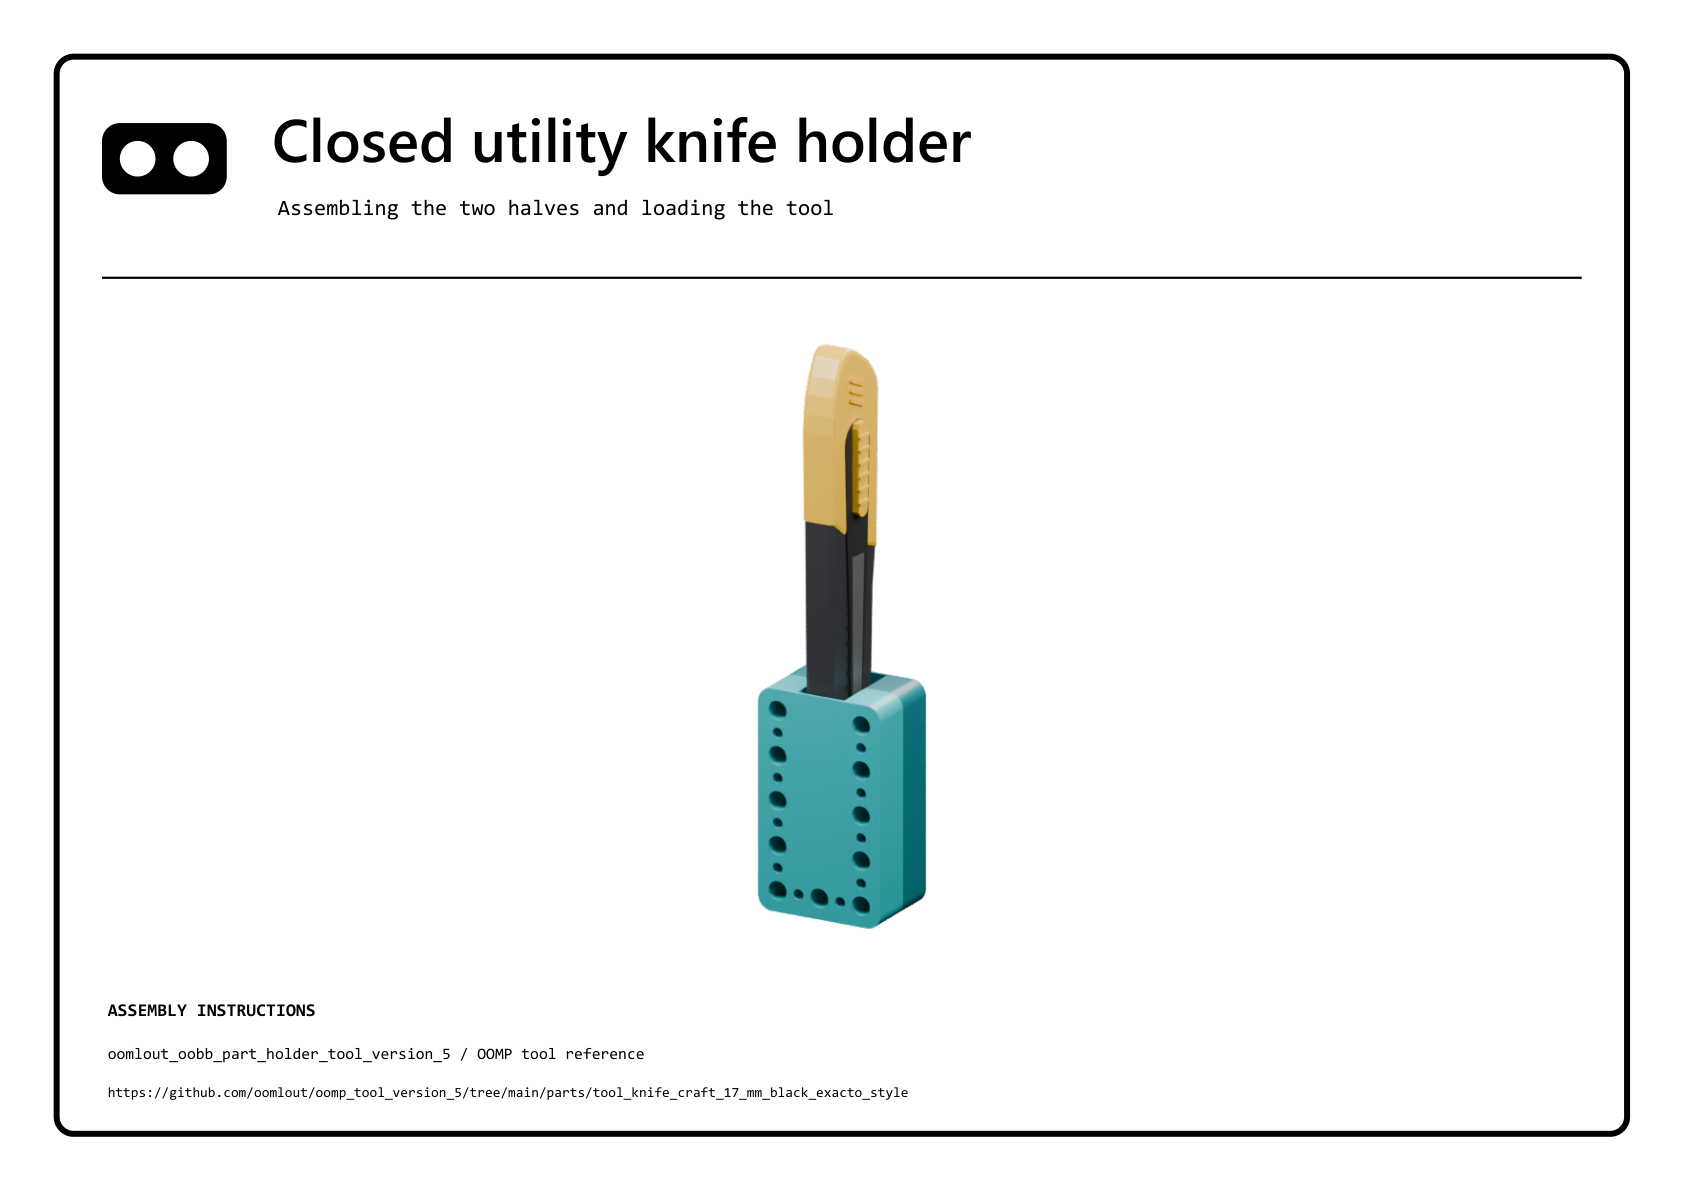 Closed utility knife holder
Assembling the two halves and loading the tool
ASSEMBLY INSTRUCTIONS
oomlout_oobb_part_holder_tool_version_5 / OOMP tool reference
https://github.com/oomlout/oomp_tool_version_5/tree/main/parts/tool_knife_craft_17_mm_black_exacto_style